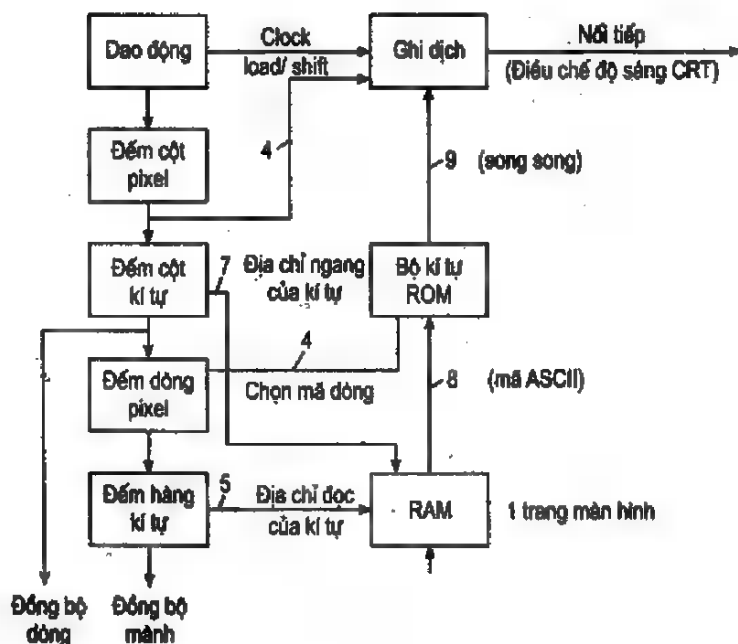 Dao động
Clock
load/ shift
Ghi dịch
Nối tiếp
(Điều chế độ sáng CRT)
Đếm cột
pixel
4
9 (song song)
Đếm cột
kí tự
7
Địa chỉ ngang
của kí tự
Bộ kí tự
ROM
Đếm dòng
pixel
4
Chọn mã dòng
8 (mã ASCII)
Đếm hàng
kí tự
5
Địa chỉ dọc
của kí tự
RAM
1 trang màn hình
Đồng bộ
dòng
Đồng bộ
mành